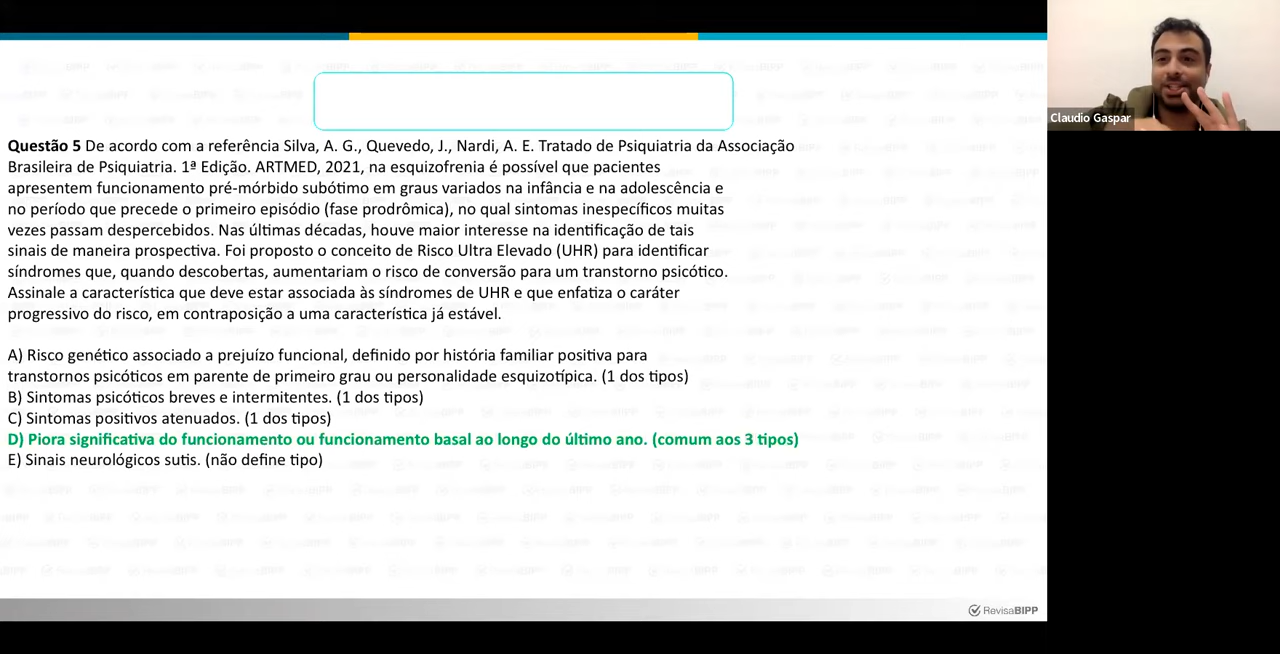 Claudio Gaspar
Questão 5 De acordo com a referência Silva, A. G., Quevedo, J., Nardi, A. E. Tratado de Psiquiatria da Associação
Brasileira de Psiquiatria. 1ª Edição. ARTMED, 2021, na esquizofrenia é possível que pacientes
apresentem funcionamento pré-mórbido subótimo em graus variados na infância e na adolescência e
no período que precede o primeiro episódio (fase prodrômica), no qual sintomas inespecíficos muitas
vezes passam despercebidos. Nas últimas décadas, houve maior interesse na identificação de tais
sinais de maneira prospectiva. Foi proposto o conceito de Risco Ultra Elevado (UHR) para identificar
síndromes que, quando descobertas, aumentariam o risco de conversão para um transtorno psicótico.
Assinale a característica que deve estar associada às síndromes de UHR e que enfatiza o caráter
progressivo do risco, em contraposição a uma característica já estável.
A) Risco genético associado a prejuízo funcional, definido por história familiar positiva para
transtornos psicóticos em parente de primeiro grau ou personalidade esquizotípica. (1 dos tipos)
B) Sintomas psicóticos breves e intermitentes. (1 dos tipos)
C) Sintomas positivos atenuados. (1 dos tipos)
D) Piora significativa do funcionamento ou funcionamento basal ao longo do último ano. (comum aos 3 tipos)
E) Sinais neurológicos sutis. (não define tipo)
RevisaBIPP